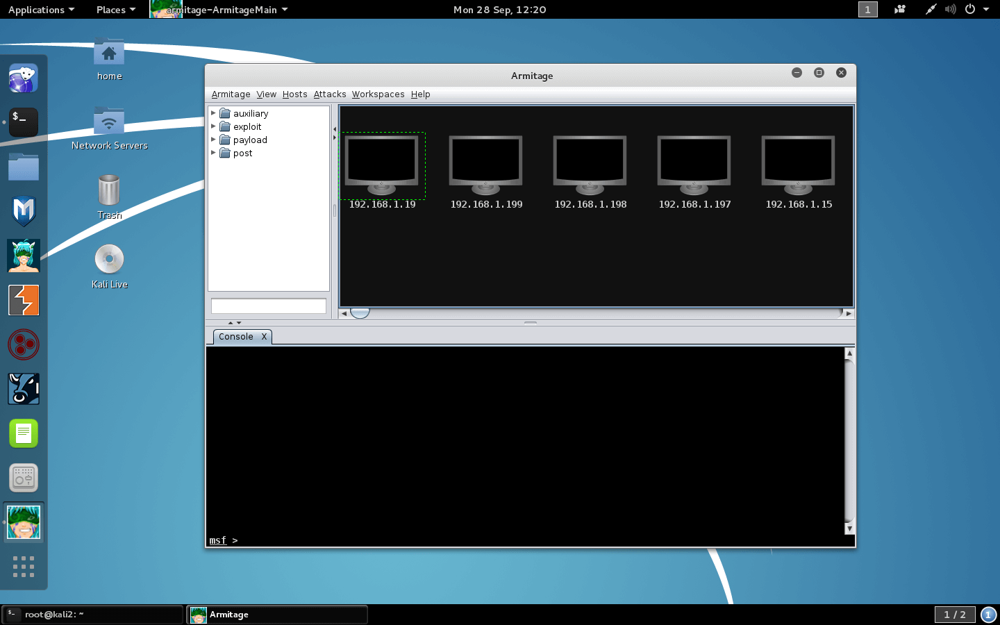 Applications
Places
armitage-ArmitageMain
Mon 28 Sep, 12:20
1
home
Network Servers
Trash
Kali Live
Armitage
Armitage View Hosts Attacks Workspaces Help
auxiliary
exploit
payload
post
192.168.1.19
192.168.1.199
192.168.1.198
192.168.1.197
192.168.1.15
Console X
msf >
root@kali2: ~
Armitage
1 / 2
1